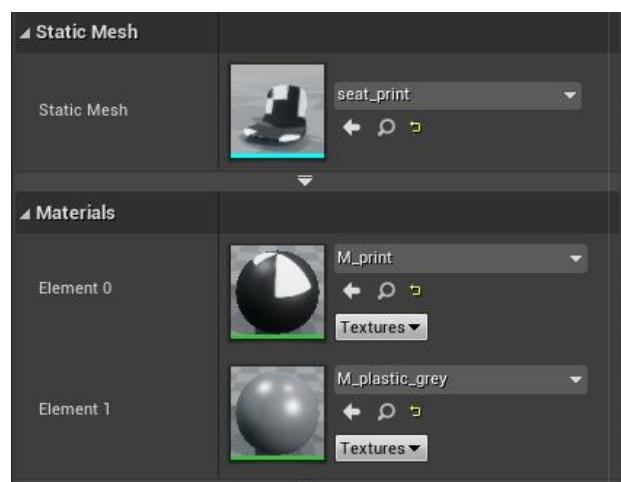 Static Mesh
Static Mesh
seat_print
Materials
Element 0
M_print
Textures
Element 1
M_plastic_grey
Textures